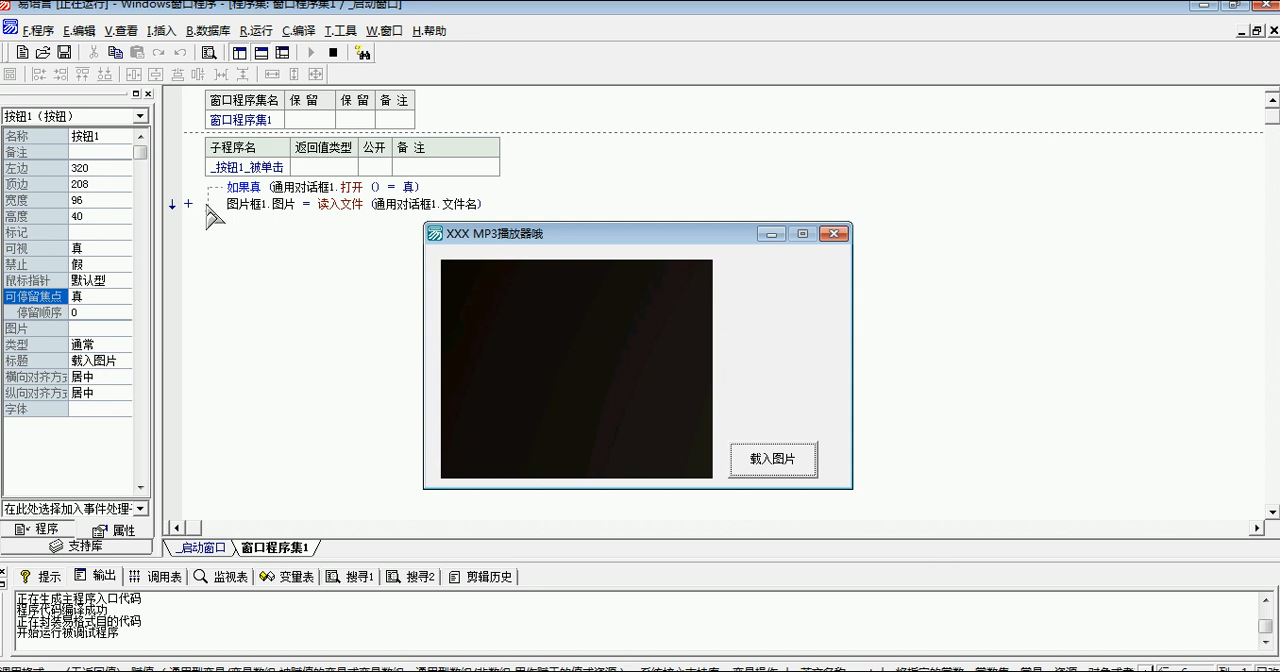 易语言 [正在运行] - Windows窗口程序 - [程序集: 窗口程序集1 / _启动窗口]
F.程序 E.编辑 V.查看 I.插入 B.数据库 R.运行 C.编译 T.工具 W.窗口 H.帮助
按钮1（按钮）
名称 按钮1
备注
左边 320
顶边 208
宽度 96
高度 40
标记
可视 真
禁止 假
鼠标指针 默认型
可停留焦点 真
停留顺序 0
图片
类型 通常
标题 载入图片
横向对齐方式 居中
纵向对齐方式 居中
字体
在此处选择加入事件处理
程序 属性
支持库
窗口程序集名 保 留 保 留 备 注
窗口程序集1
子程序名 返回值类型 公开 备 注
_按钮1_被单击
如果真 (通用对话框1.打开 () = 真)
↓ + 图片框1.图片 = 读入文件 (通用对话框1.文件名)
XXX MP3播放器哦
载入图片
_启动窗口 窗口程序集1
提示 输出 调用表 监视表 变量表 搜寻1 搜寻2 剪辑历史
正在生成主程序入口代码
程序代码编译成功
正在封装易格式目的代码
开始运行被调试程序